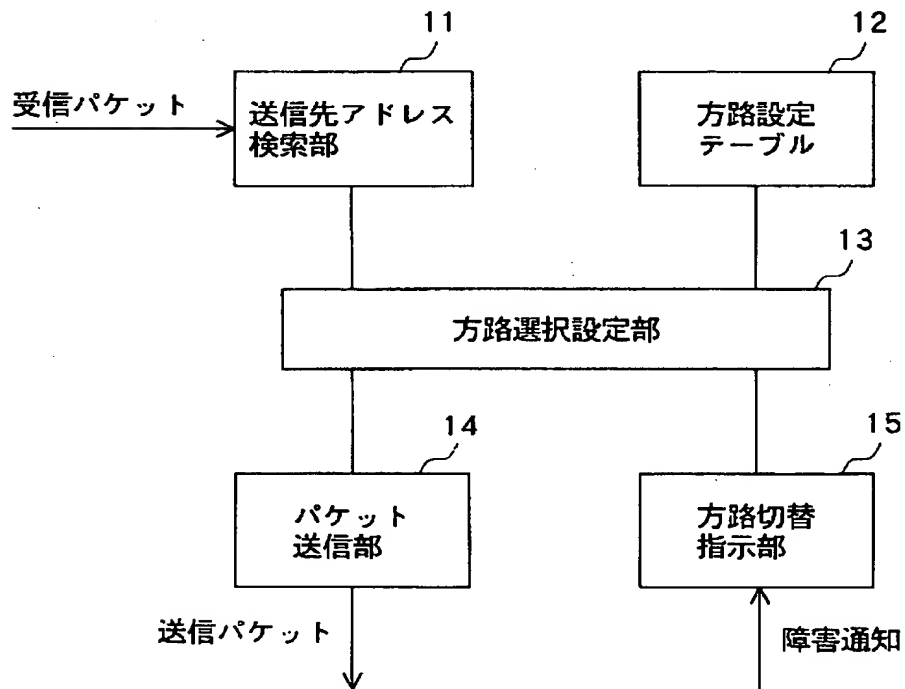 11
12
受信パケット
送信先アドレス
検索部
方路設定
テーブル
13
方路選択設定部
14
15
パケット
送信部
方路切替
指示部
送信パケット
障害通知